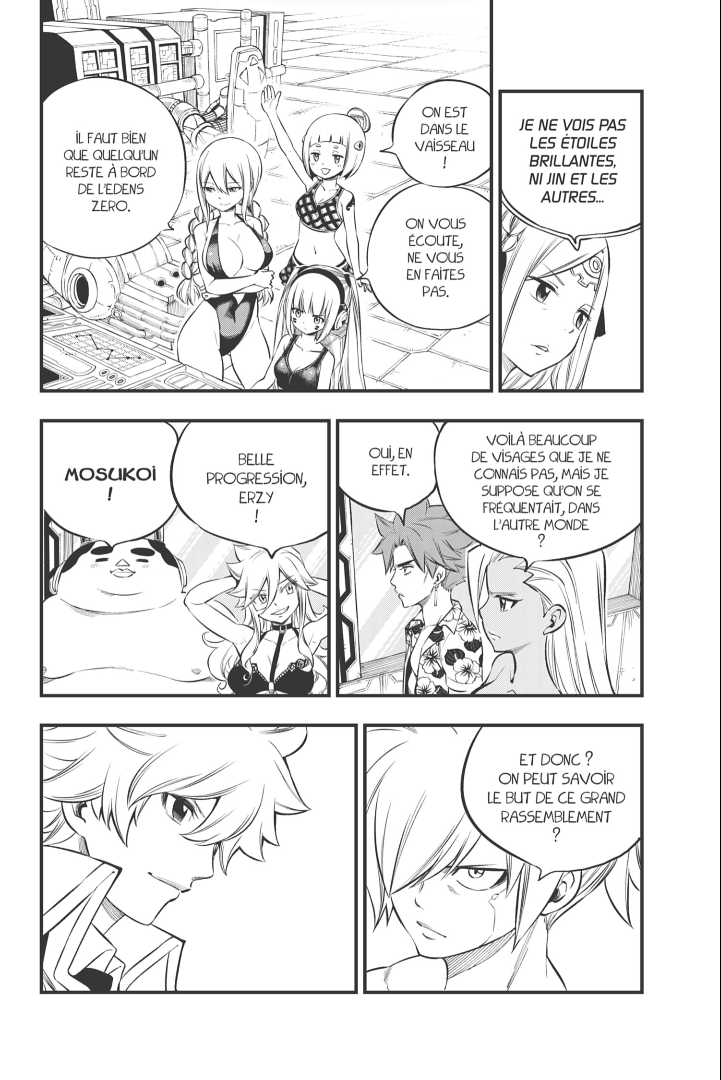 JE NE VOIS PAS
LES ÉTOILES
BRILLANTES,
NI JIN ET LES
AUTRES...
ON EST
DANS LE
VAISSEAU
!
ON VOUS
ÉCOUTE,
NE VOUS
EN FAITES
PAS.
IL FAUT BIEN
QUE QUELQU'UN
RESTE À BORD
DE L'EDENS
ZERO.
VOILÀ BEAUCOUP
DE VISAGES QUE JE NE
CONNAIS PAS, MAIS JE
SUPPOSE QU'ON SE
FRÉQUENTAIT, DANS
L'AUTRE MONDE
?
OUI, EN
EFFET.
BELLE
PROGRESSION,
ERZY
!
MOSUKOI
!
ET DONC ?
ON PEUT SAVOIR
LE BUT DE CE GRAND
RASSEMBLEMENT
?